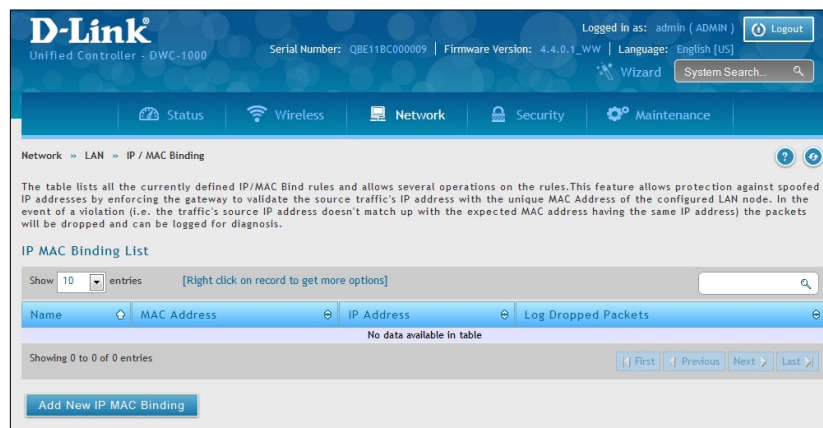 D-Link®
Unified Controller - DWC-1000
Logged in as: admin ( ADMIN ) Logout
Serial Number: QBE11BC000009 | Firmware Version: 4.4.0.1_WW | Language: English [US]
Wizard System Search...
Status Wireless Network Security Maintenance
Network » LAN » IP / MAC Binding
The table lists all the currently defined IP/MAC Bind rules and allows several operations on the rules.This feature allows protection against spoofed
IP addresses by enforcing the gateway to validate the source traffic's IP address with the unique MAC Address of the configured LAN node. In the
event of a violation (i.e. the traffic's source IP address doesn't match up with the expected MAC address having the same IP address) the packets
will be dropped and can be logged for diagnosis.
IP MAC Binding List
Show 10 entries [Right click on record to get more options]
Name MAC Address IP Address Log Dropped Packets
No data available in table
Showing 0 to 0 of 0 entries First Previous Next Last
Add New IP MAC Binding